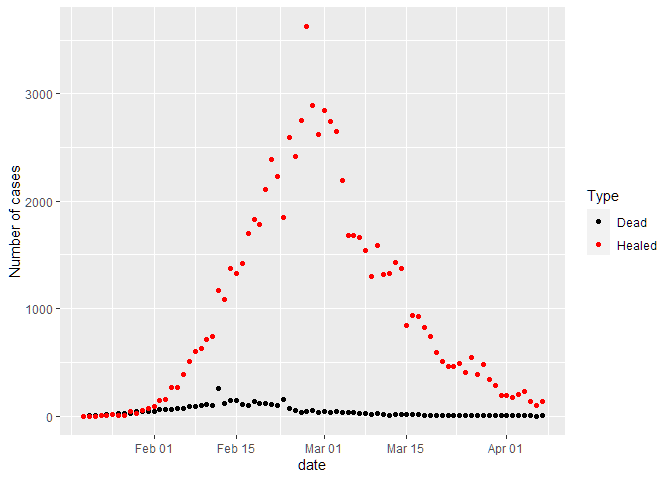 Number of cases
3000
2000
1000
0
Feb 01
Feb 15
Mar 01
Mar 15
Apr 01
date
Type
Dead
Healed